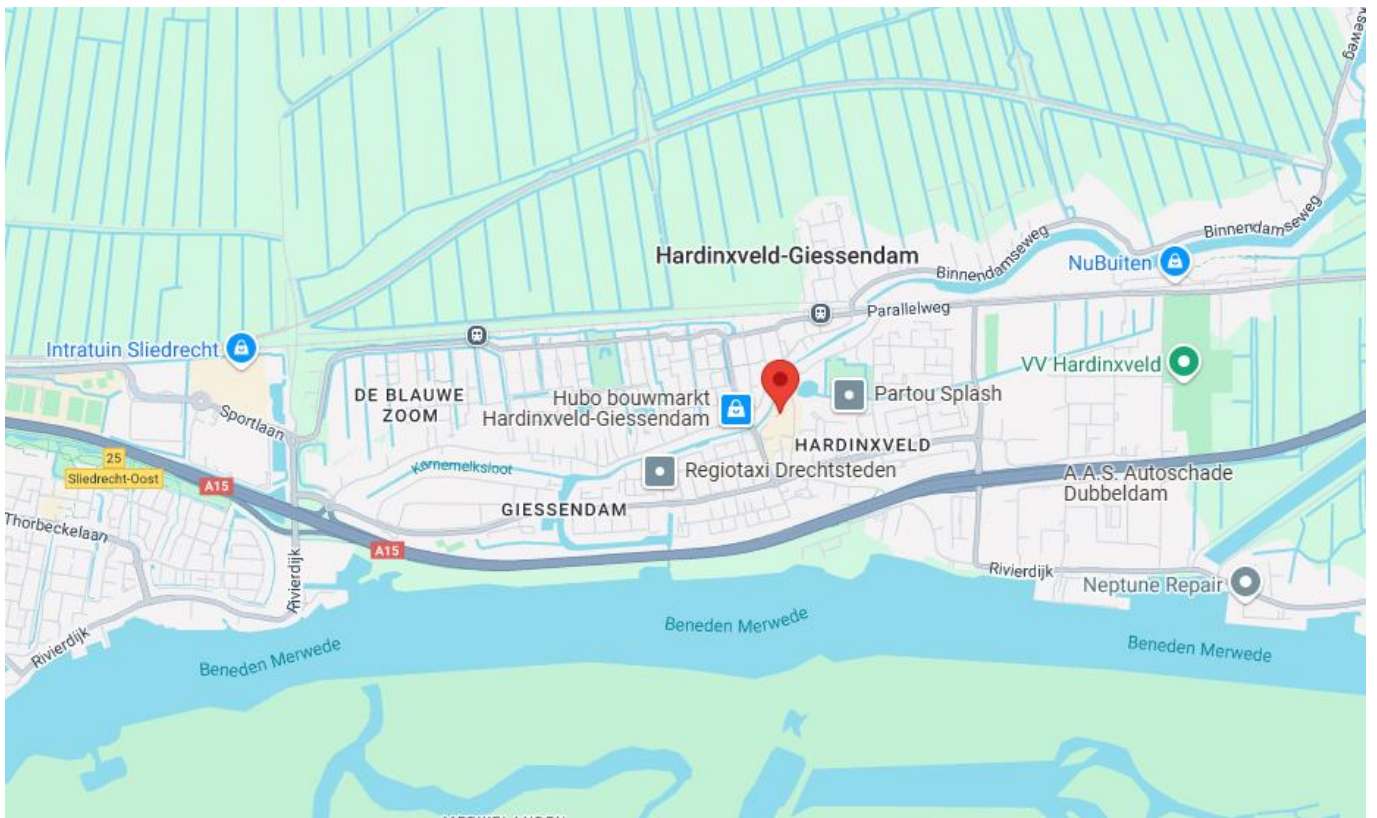 kseweg
Binnendamseweg
Hardinxveld-Giessendam
Binnendamseweg
NuBuiten
Parallelweg
Intratuin Sliedrecht
VV Hardinxveld
DE BLAUWE
ZOOM
Hubo bouwmarkt
Hardinxveld-Giessendam
Partou Splash
Sportlaan
HARDINXVELD
25
Sliedrecht-Oost
A15
Karnemelksloot
Regiotaxi Drechtsteden
A.A.S. Autoschade
Dubbeldam
GIESSENDAM
Thorbeckelaan
A15
Rivierdijk
Rivierdijk
Neptune Repair
Rivierdijk
Beneden Merwede
Beneden Merwede
Beneden Merwede